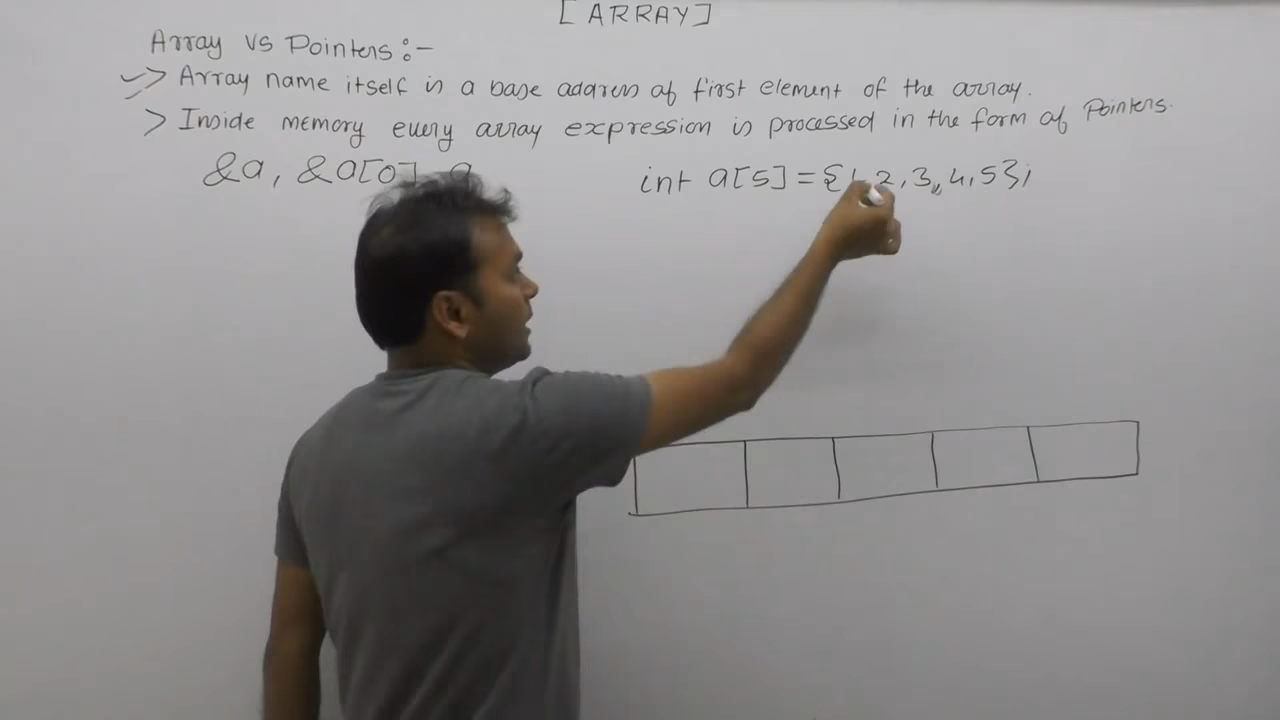 [ARRAY]
Array vs Pointers:-
> Array name itself is a base address of first element of the array.
> Inside memory every array expression is processed in the form of Pointers.
&a, &a[0] a
int a[5] = {1, 2, 3, 4, 5};